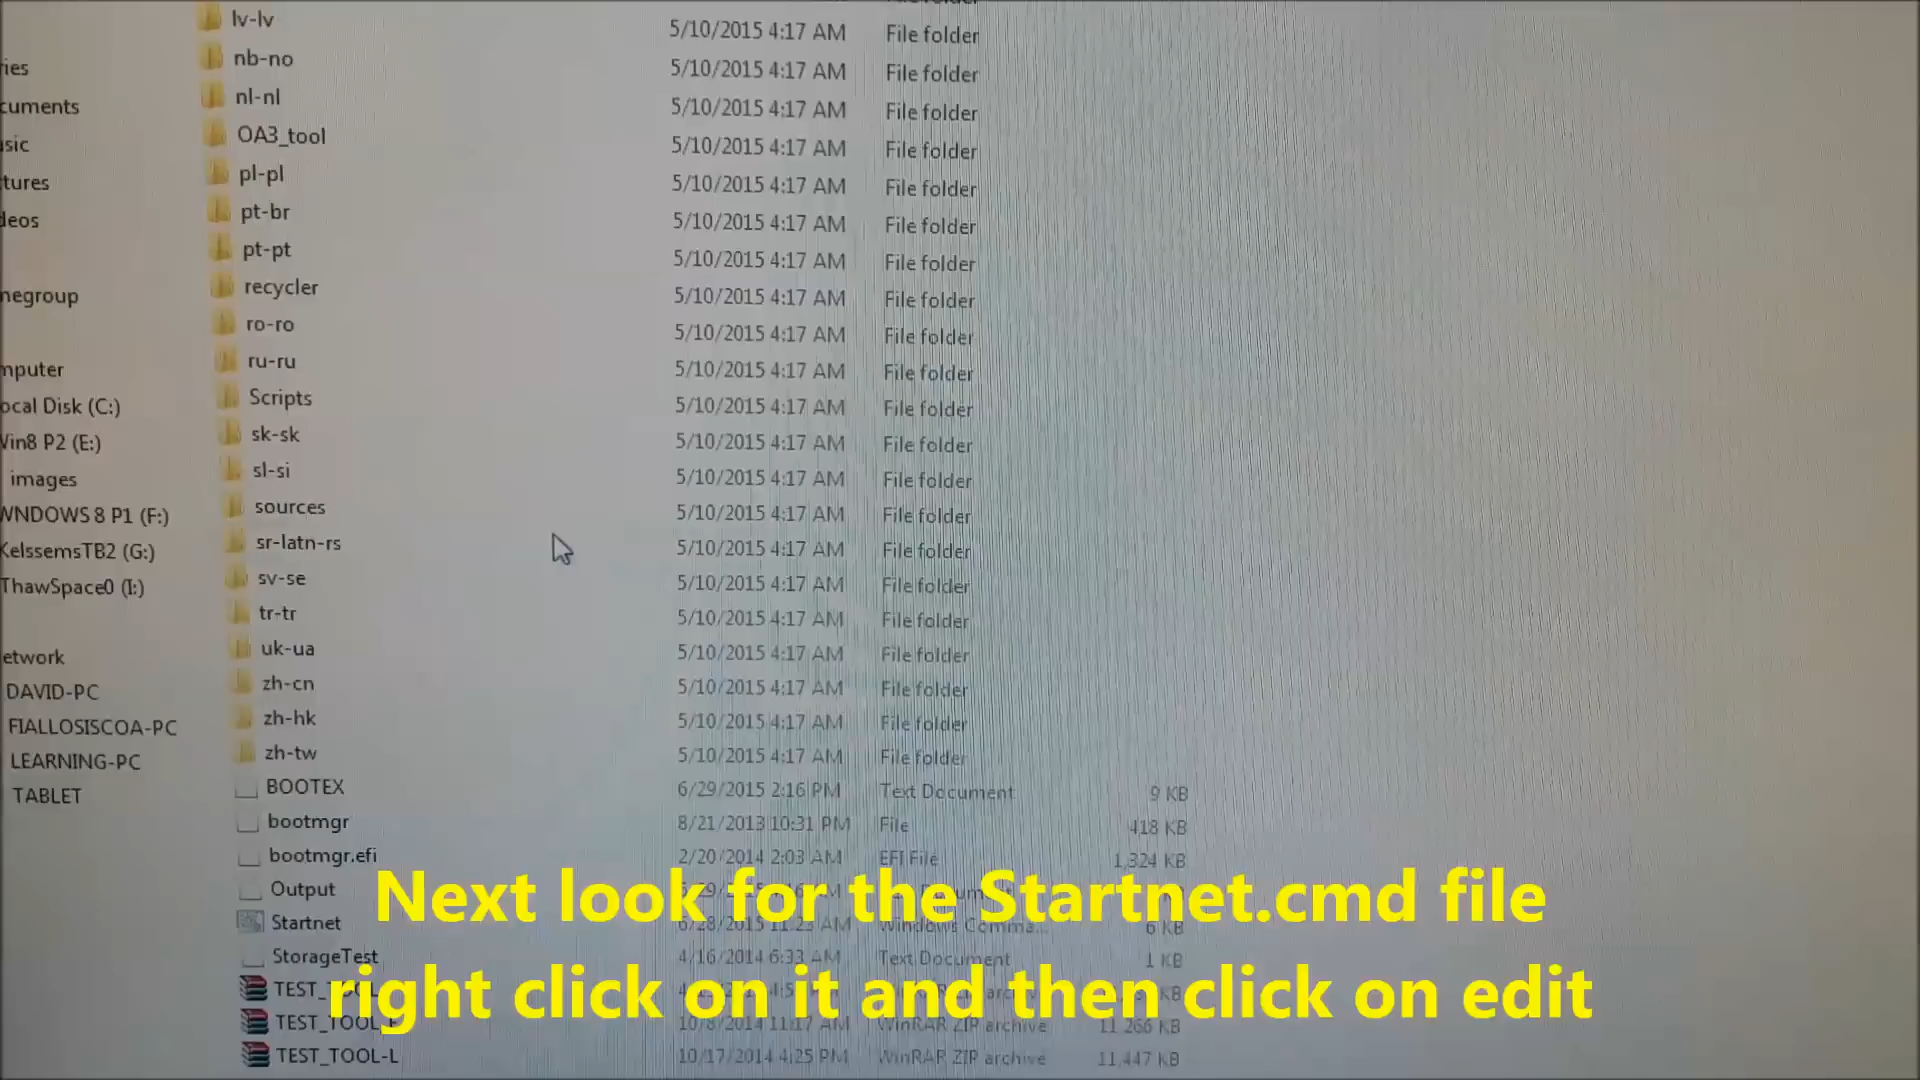 lv-lv 5/10/2015 4:17 AM File folder
nb-no 5/10/2015 4:17 AM File folder
nl-nl 5/10/2015 4:17 AM File folder
OA3_tool 5/10/2015 4:17 AM File folder
pl-pl 5/10/2015 4:17 AM File folder
pt-br 5/10/2015 4:17 AM File folder
pt-pt 5/10/2015 4:17 AM File folder
recycler 5/10/2015 4:17 AM File folder
ro-ro 5/10/2015 4:17 AM File folder
ru-ru 5/10/2015 4:17 AM File folder
Scripts 5/10/2015 4:17 AM File folder
sk-sk 5/10/2015 4:17 AM File folder
sl-si 5/10/2015 4:17 AM File folder
sources 5/10/2015 4:17 AM File folder
sr-latn-rs 5/10/2015 4:17 AM File folder
sv-se 5/10/2015 4:17 AM File folder
tr-tr 5/10/2015 4:17 AM File folder
uk-ua 5/10/2015 4:17 AM File folder
zh-cn 5/10/2015 4:17 AM File folder
zh-hk 5/10/2015 4:17 AM File folder
zh-tw 5/10/2015 4:17 AM File folder
BOOTEX 6/29/2015 2:16 PM Text Document 9 KB
bootmgr 8/21/2013 10:31 PM File 418 KB
bootmgr.efi 2/20/2014 2:03 AM EFI File 1,324 KB
Output
Startnet 6/28/2015 11:23 AM Windows Comma... 6 KB
StorageTest 4/16/2014 6:33 AM Text Document 1 KB
TEST_TOOL
TEST_TOOL 10/8/2014 11:17 AM WinRAR ZIP archive 11,266 KB
TEST_TOOL-L 10/17/2014 4:25 PM WinRAR ZIP archive 11,447 KB
ries
cuments
sic
tures
deos
megroup
mputer
ocal Disk (C:)
Win8 P2 (E:)
images
WNDOWS 8 P1 (F:)
KelssemsTB2 (G:)
ThawSpace0 (I:)
etwork
DAVID-PC
FIALLOSISCOA-PC
LEARNING-PC
TABLET
Next look for the Startnet.cmd file
right click on it and then click on edit